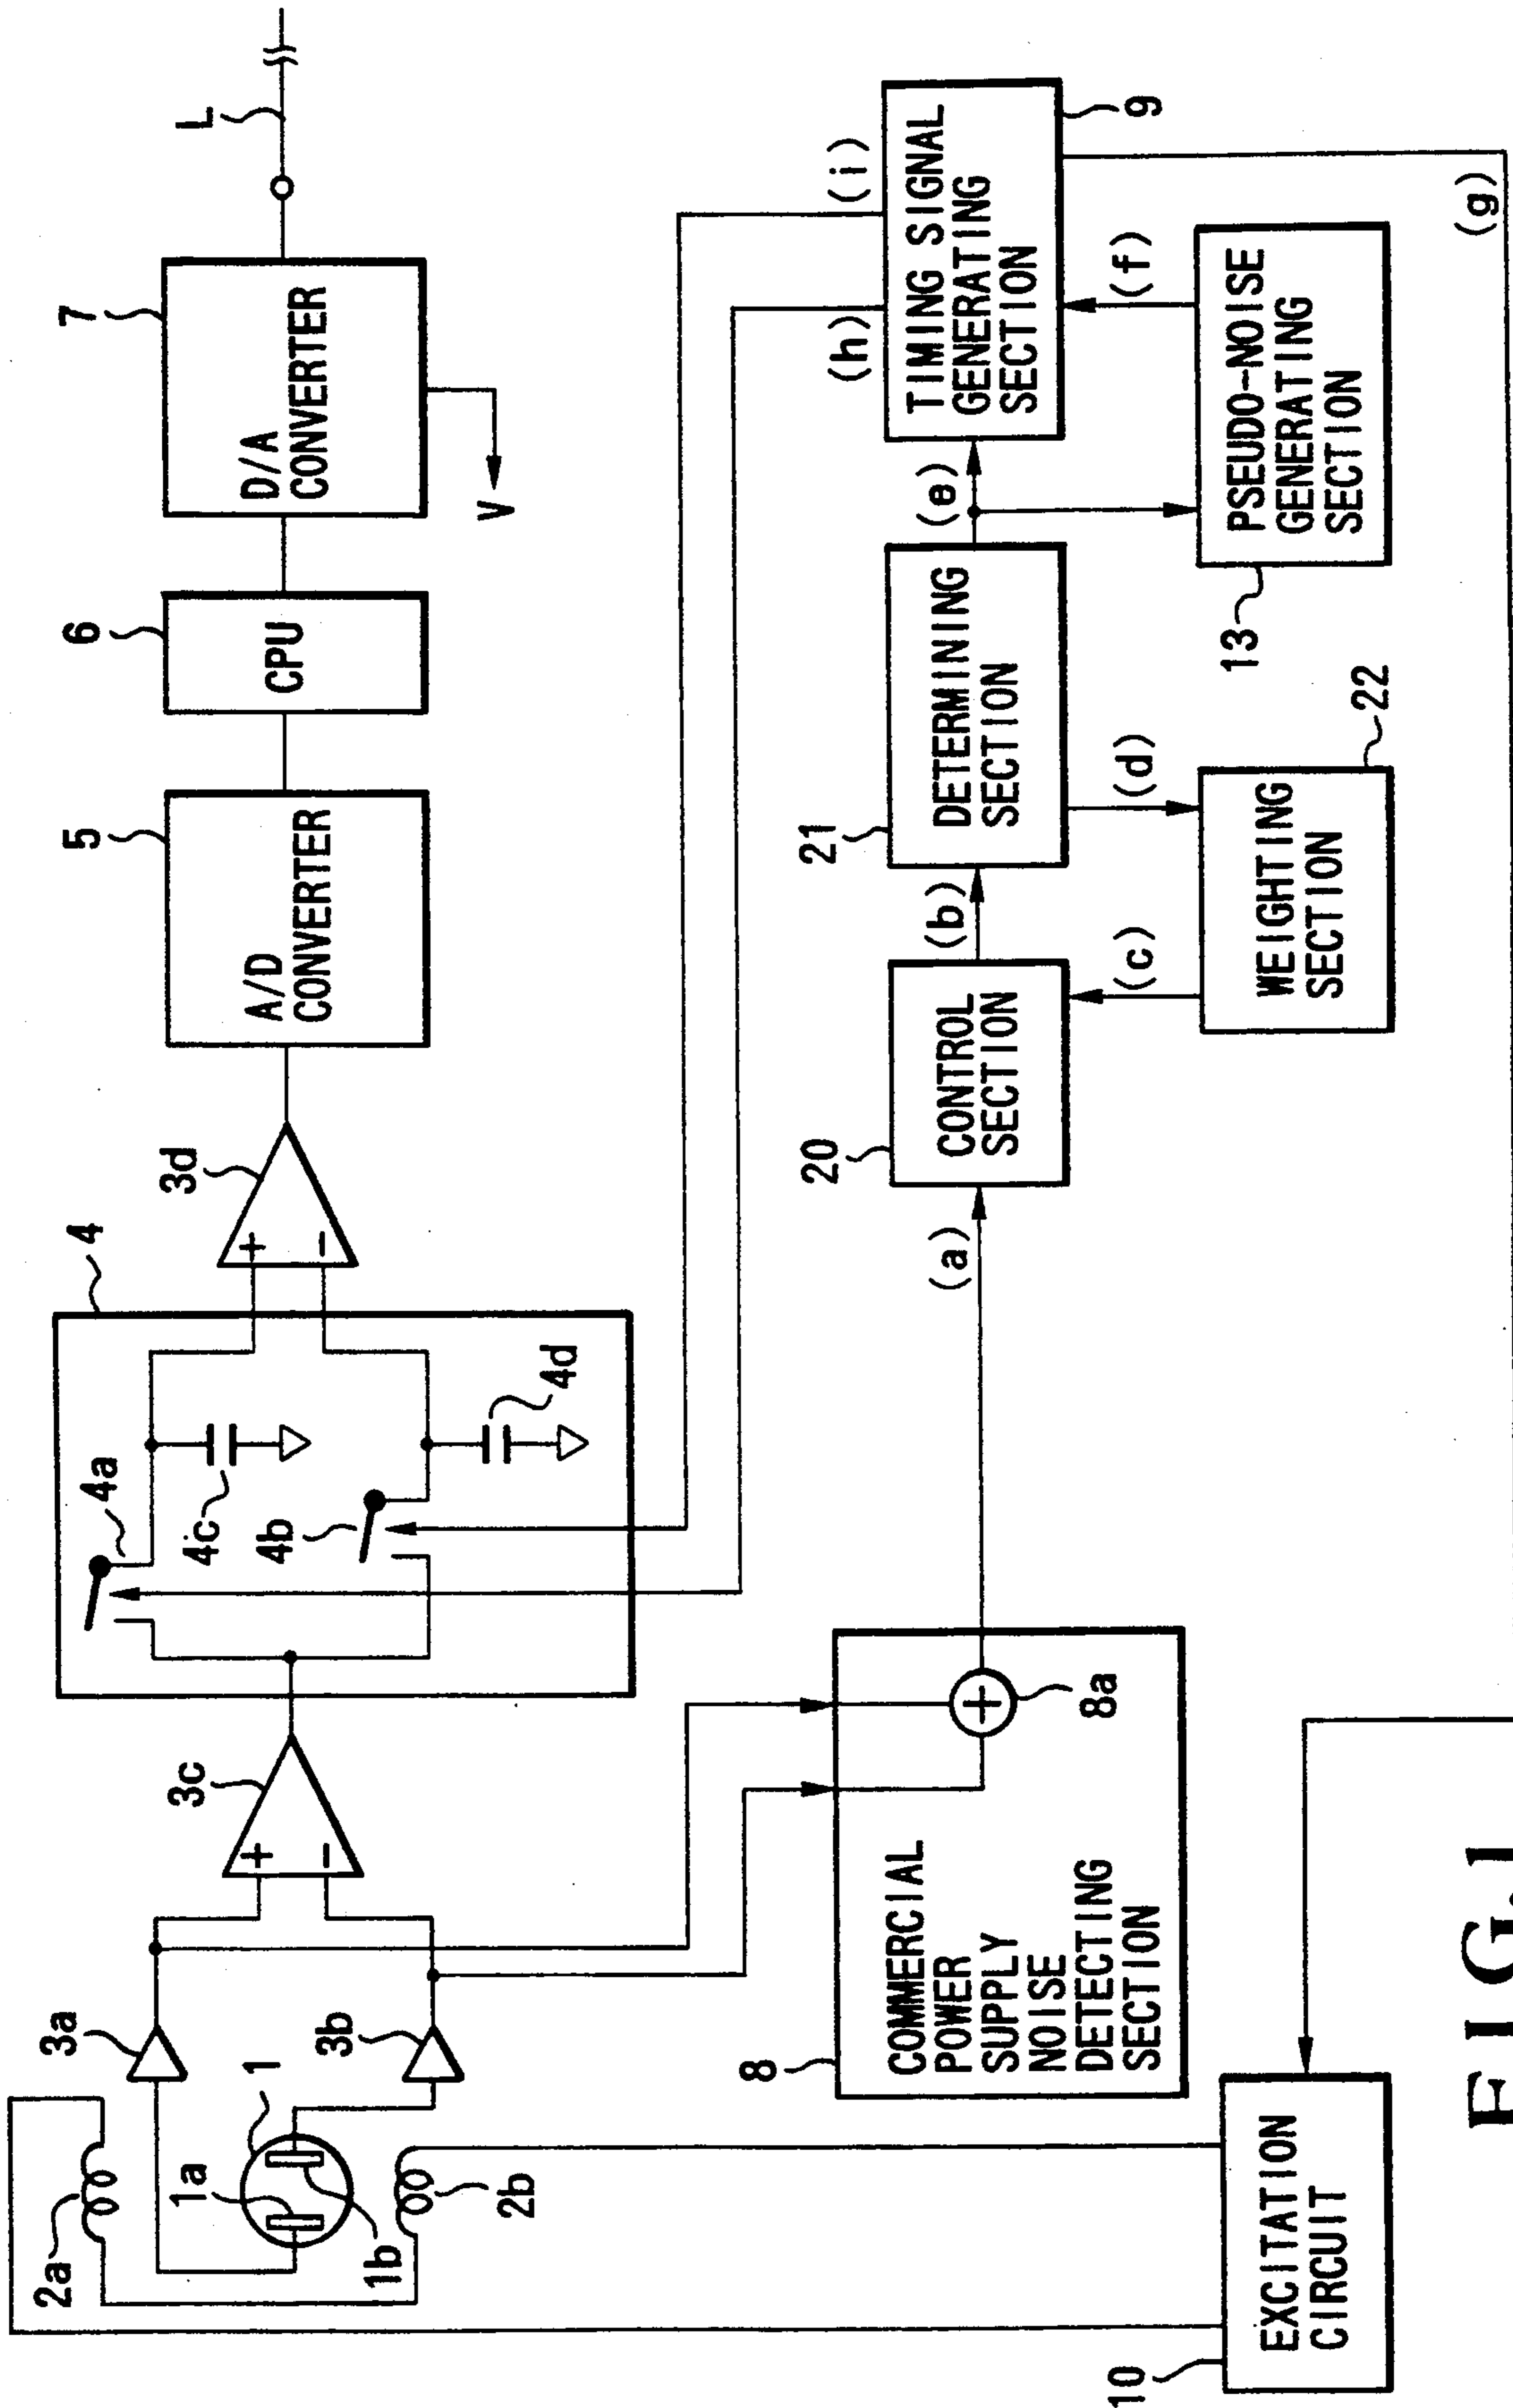 2a
1a
1
3a
1b
2b
3b
3c
+
-
4
4a
4c
4b
4d
3d
+
-
5
A/D
CONVERTER
6
CPU
7
D/A
CONVERTER
V
L
8
COMMERCIAL
POWER
SUPPLY
NOISE
DETECTING
SECTION
+
8a
(a)
20
CONTROL
SECTION
(b)
(c)
21
DETERMINING
SECTION
(d)
WEIGHTING
SECTION
22
(e)
(h)
(i)
TIMING SIGNAL
GENERATING
SECTION
9
(f)
PSEUDO-NOISE
GENERATING
SECTION
13
(g)
10
EXCITATION
CIRCUIT
FIG.1